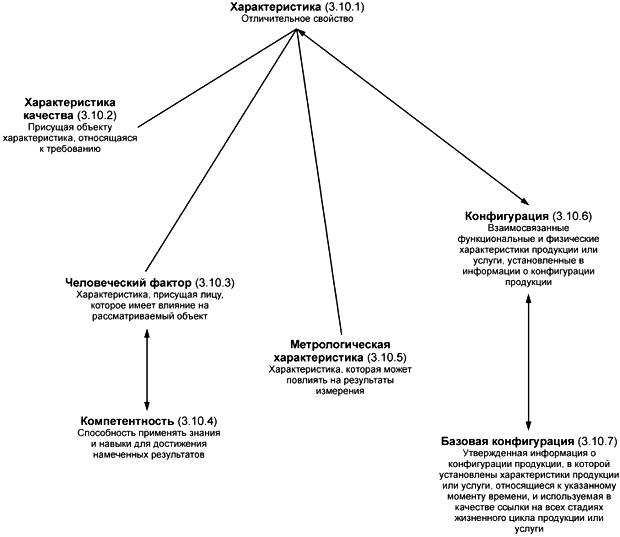 Характеристика (3.10.1)
Отличительное свойство
Характеристика
качества (3.10.2)
Присущая объекту
характеристика, относящаяся
к требованию
Конфигурация (3.10.6)
Взаимосвязанные
функциональные и физические
характеристики продукции или
услуги, установленные в
информации о конфигурации
продукции
Человеческий фактор (3.10.3)
Характеристика, присущая лицу,
которое имеет влияние на
рассматриваемый объект
Метрологическая
характеристика (3.10.5)
Характеристика, которая может
повлиять на результаты
измерения
Компетентность (3.10.4)
Способность применять знания
и навыки для достижения
намеченных результатов
Базовая конфигурация (3.10.7)
Утвержденная информация о
конфигурации продукции, в которой
установлены характеристики продукции
или услуги, относящиеся к указанному
моменту времени, и используемая в
качестве ссылки на всех стадиях
жизненного цикла продукции или
услуги